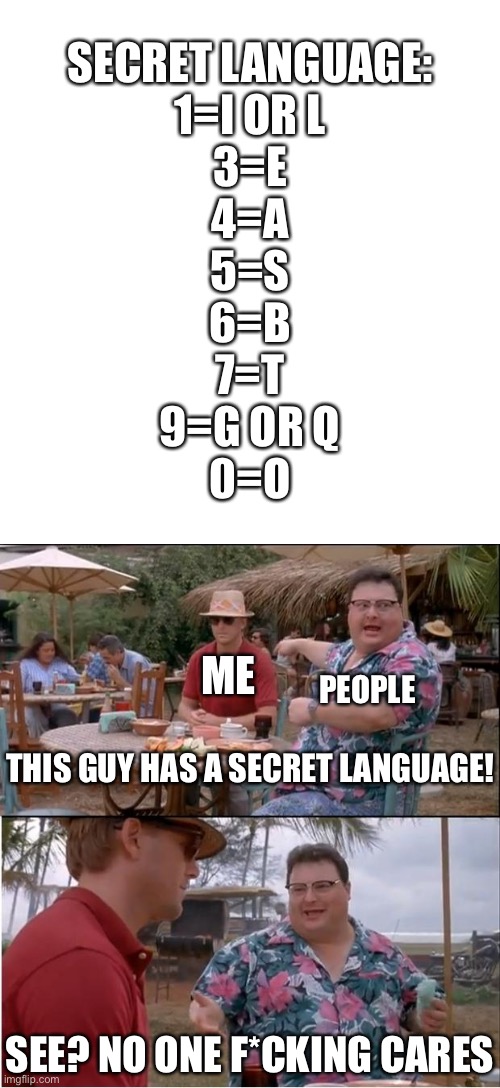 SECRET LANGUAGE:
1=I OR L
3=E
4=A
5=S
6=B
7=T
9=G OR Q
0=O
ME
PEOPLE
THIS GUY HAS A SECRET LANGUAGE!
SEE? NO ONE F*CKING CARES
imgflip.com